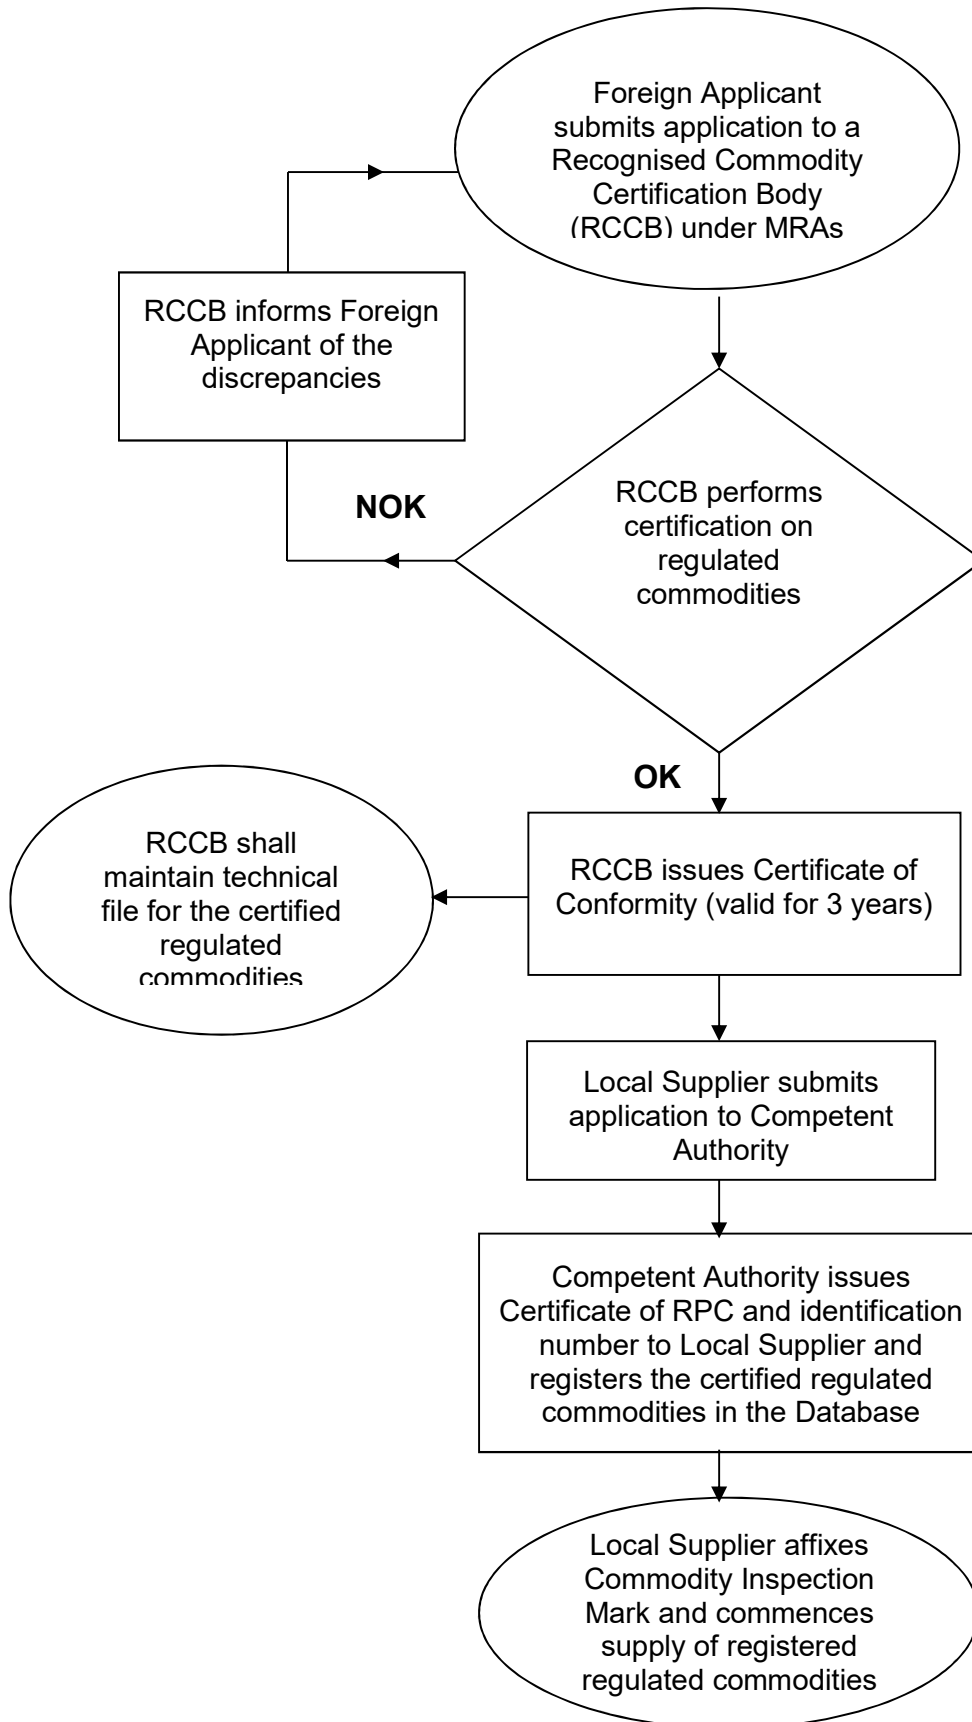 Foreign Applicant
submits application to a
Recognised Commodity
Certification Body
(RCCB) under MRAs
RCCB informs Foreign
Applicant of the
discrepancies
NOK
RCCB performs
certification on
regulated
commodities
OK
RCCB issues Certificate of
Conformity (valid for 3 years)
RCCB shall
maintain technical
file for the certified
regulated
commodities
Local Supplier submits
application to Competent
Authority
Competent Authority issues
Certificate of RPC and identification
number to Local Supplier and
registers the certified regulated
commodities in the Database
Local Supplier affixes
Commodity Inspection
Mark and commences
supply of registered
regulated commodities